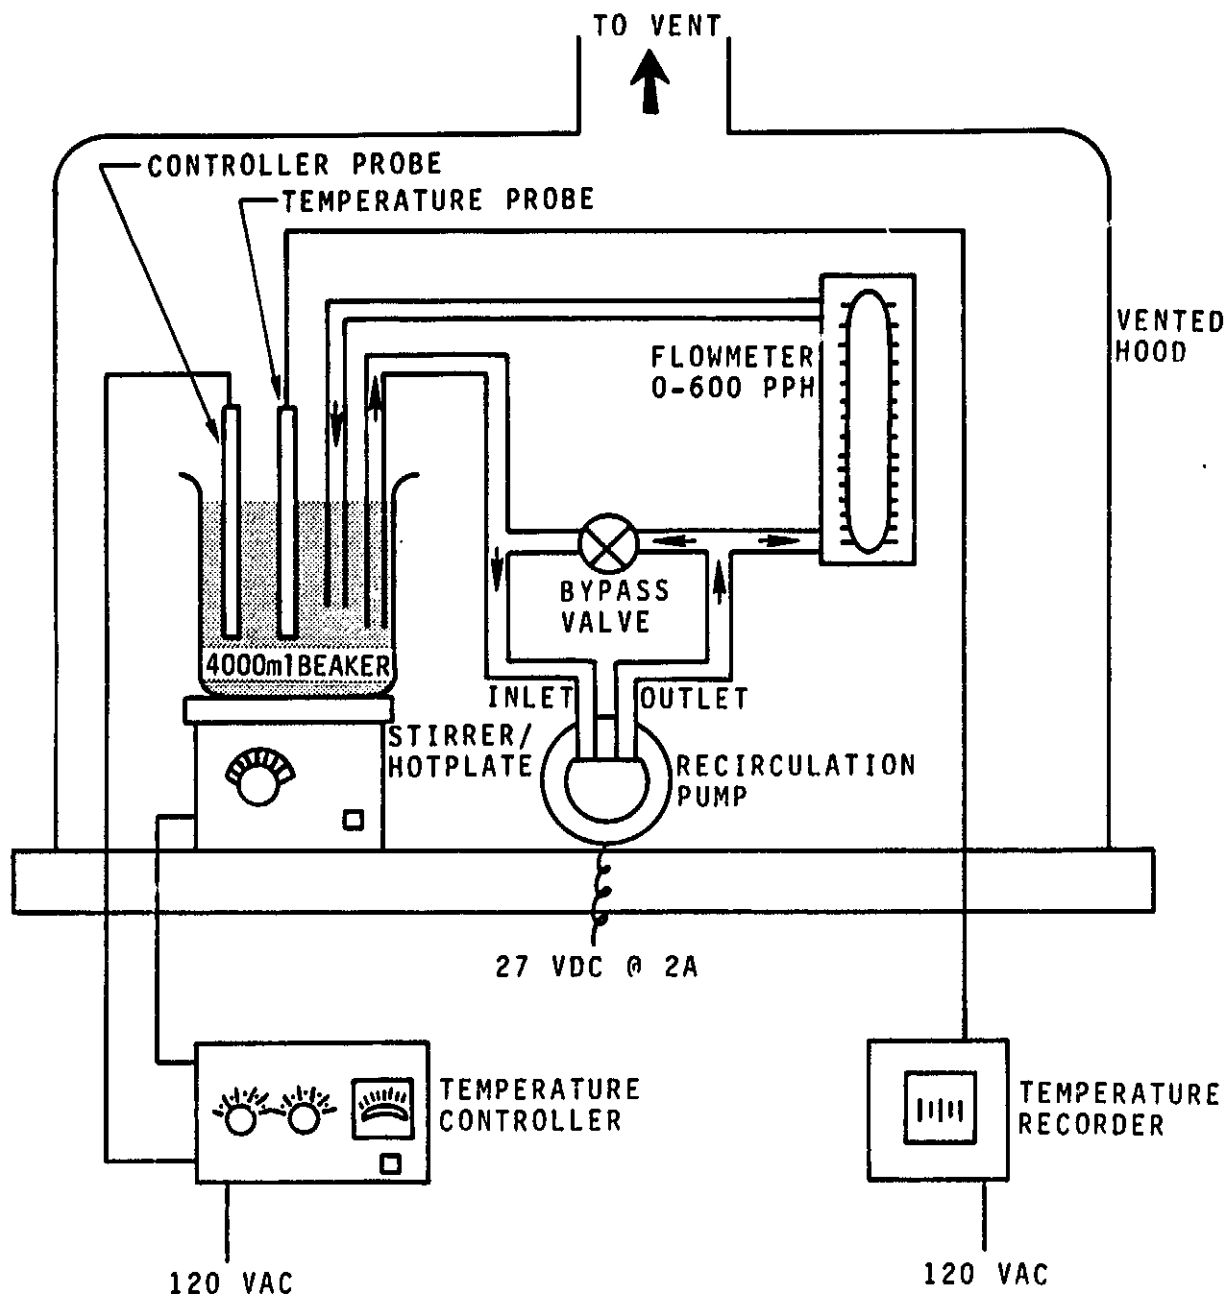 TO VENT
CONTROLLER PROBE
TEMPERATURE PROBE
VENTED
HOOD
FLOWMETER
0-600 PPH
BYPASS
VALVE
4000ml BEAKER
INLET
OUTLET
STIRRER/
HOTPLATE
RECIRCULATION
PUMP
27 VDC @ 2A
TEMPERATURE
CONTROLLER
TEMPERATURE
RECORDER
120 VAC
120 VAC